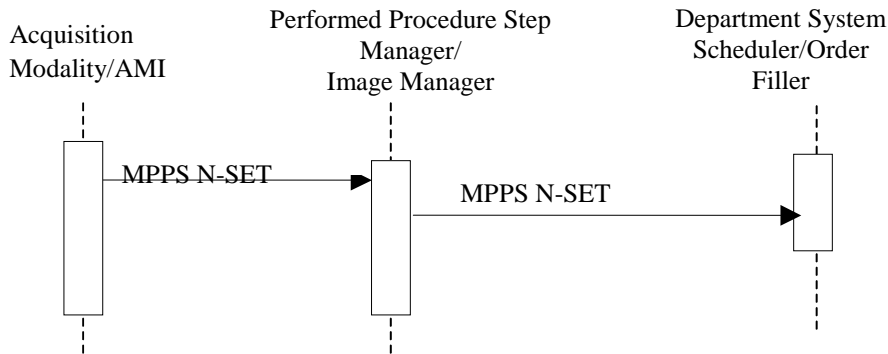 Acquisition
Modality/AMI
Performed Procedure Step
Manager/
Image Manager
Department System
Scheduler/Order
Filler
MPPS N-SET
MPPS N-SET